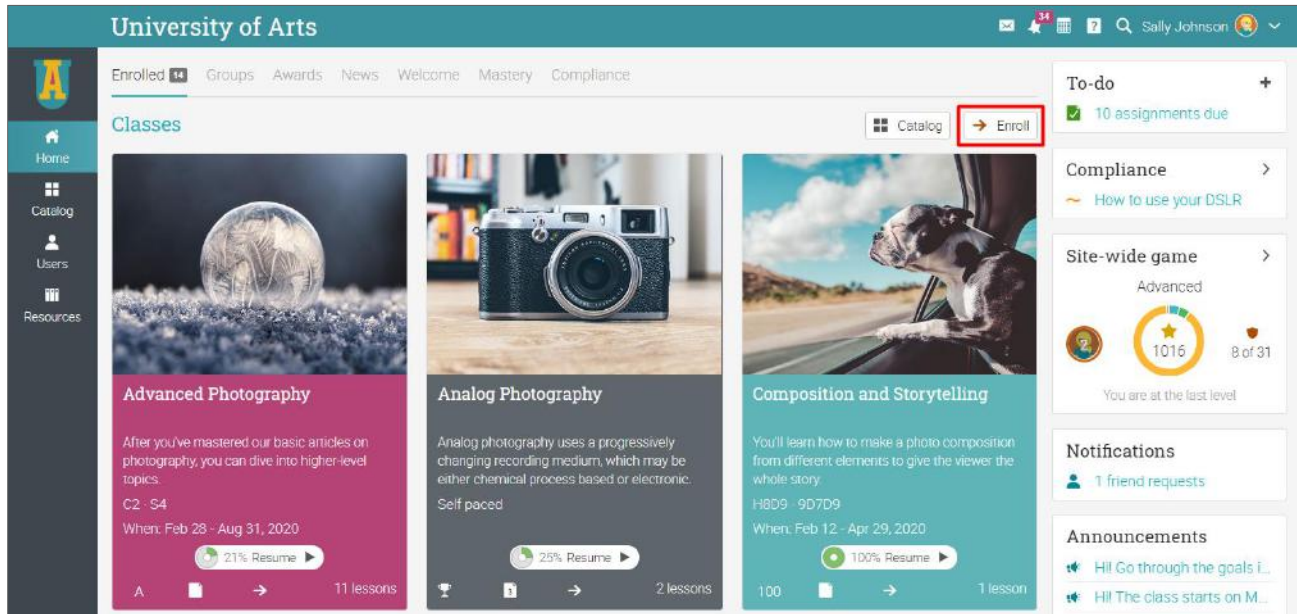 University of Arts
34
Sally Johnson
Enrolled 14 Groups Awards News Welcome Mastery Compliance
Classes
Catalog
Enroll
Home
Catalog
Users
Resources
Advanced Photography
After you've mastered our basic articles on
photography, you can dive into higher-level
topics.
C2 - S4
When: Feb 28 - Aug 31, 2020
21% Resume
A
11 lessons
Analog Photography
Analog photography uses a progressively
changing recording medium, which may be
either chemical process based or electronic.
Self paced
25% Resume
1
2 lessons
Composition and Storytelling
You'll learn how to make a photo composition
from different elements to give the viewer the
whole story.
H8D9 - 9D7D9
When: Feb 12 - Apr 29, 2020
100% Resume
100
1 lesson
To-do
10 assignments due
Compliance
How to use your DSLR
Site-wide game
Advanced
2
1016
8 of 31
You are at the last level
Notifications
1 friend requests
Announcements
Hi! Go through the goals i...
Hi! The class starts on M...